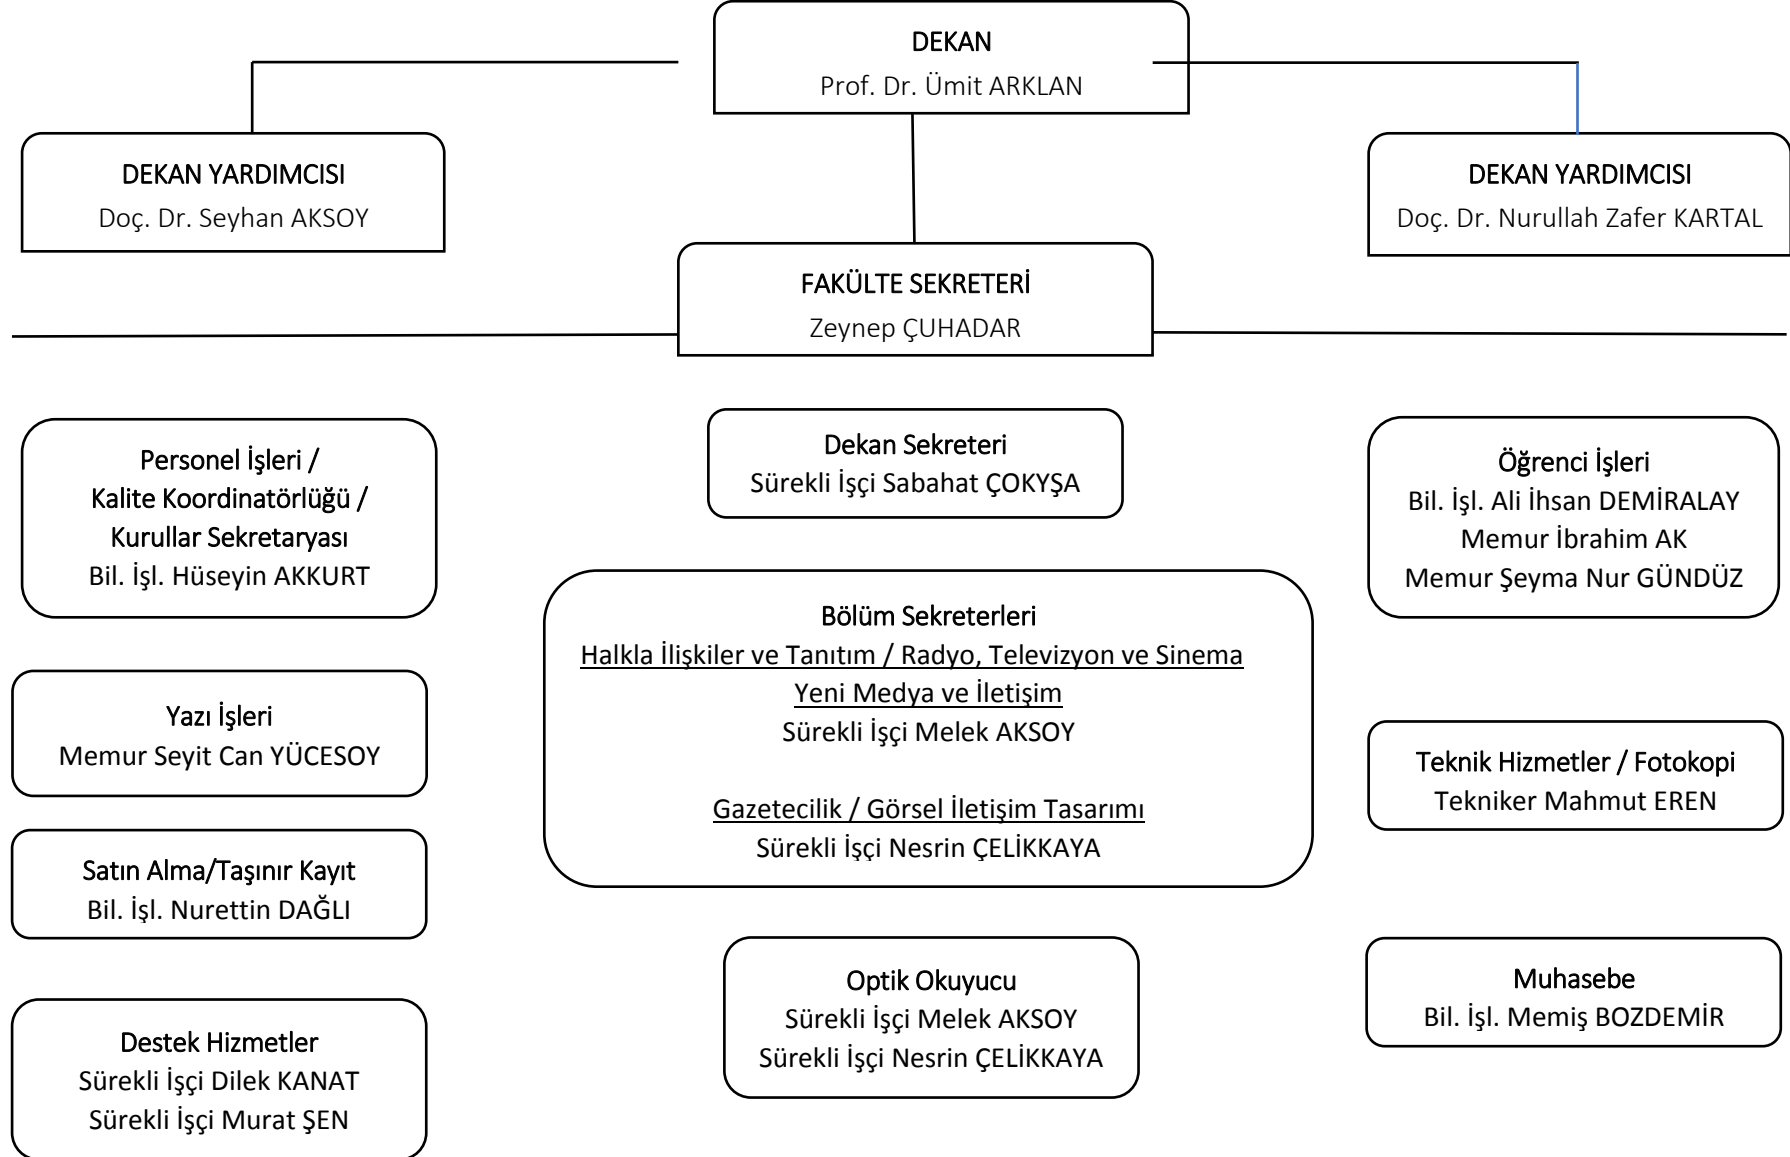 DEKAN
Prof. Dr. Ümit ARKLAN
DEKAN YARDIMCISI
Doç. Dr. Seyhan AKSOY
DEKAN YARDIMCISI
Doç. Dr. Nurullah Zafer KARTAL
FAKÜLTE SEKRETERİ
Zeynep ÇUHADAR
Personel İşleri /
Kalite Koordinatörlüğü /
Kurullar Sekretaryası
Bil. İşl. Hüseyin AKKURT
Dekan Sekreteri
Sürekli İşçi Sabahat ÇOKYŞA
Öğrenci İşleri
Bil. İşl. Ali İhsan DEMİRALAY
Memur İbrahim AK
Memur Şeyma Nur GÜNDÜZ
Bölüm Sekreterleri
Halkla İlişkiler ve Tanıtım / Radyo, Televizyon ve Sinema
Yeni Medya ve İletişim
Sürekli İşçi Melek AKSOY
Gazetecilik / Görsel İletişim Tasarımı
Sürekli İşçi Nesrin ÇELİKKAYA
Yazı İşleri
Memur Seyit Can YÜCESOY
Teknik Hizmetler / Fotokopi
Tekniker Mahmut EREN
Satın Alma/Taşınır Kayıt
Bil. İşl. Nurettin DAĞLI
Optik Okuyucu
Sürekli İşçi Melek AKSOY
Sürekli İşçi Nesrin ÇELİKKAYA
Muhasebe
Bil. İşl. Memiş BOZDEMİR
Destek Hizmetler
Sürekli İşçi Dilek KANAT
Sürekli İşçi Murat ŞEN